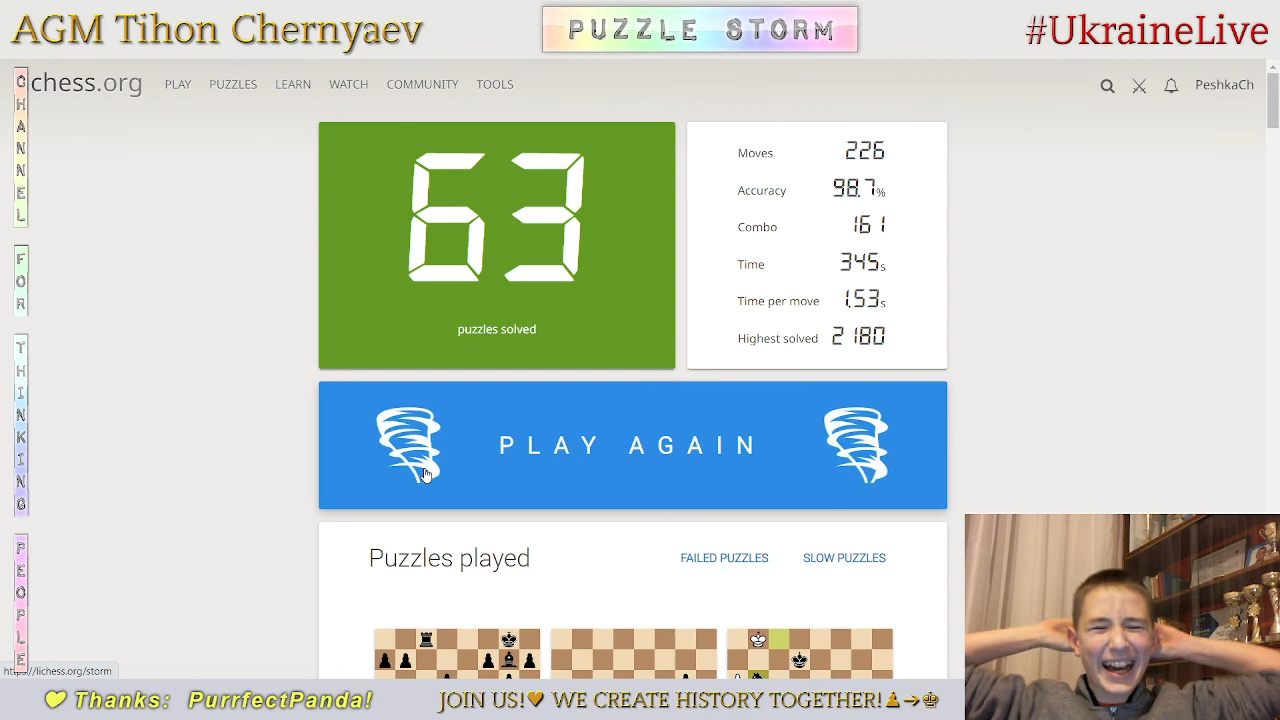 AGM Tihon Chernyaev
PUZZLE STORM
#UkraineLive
CHANNEL FOR THINKING PEOPLE
lichess.org
PLAY PUZZLES LEARN WATCH COMMUNITY TOOLS
PeshkaCh
63
puzzles solved
Moves 226
Accuracy 98.7%
Combo 161
Time 345s
Time per move 1.53s
Highest solved 2180
PLAY AGAIN
Puzzles played
FAILED PUZZLES SLOW PUZZLES
https://lichess.org/storm
Thanks: PurrfectPanda!
JOIN US! WE CREATE HISTORY TOGETHER!